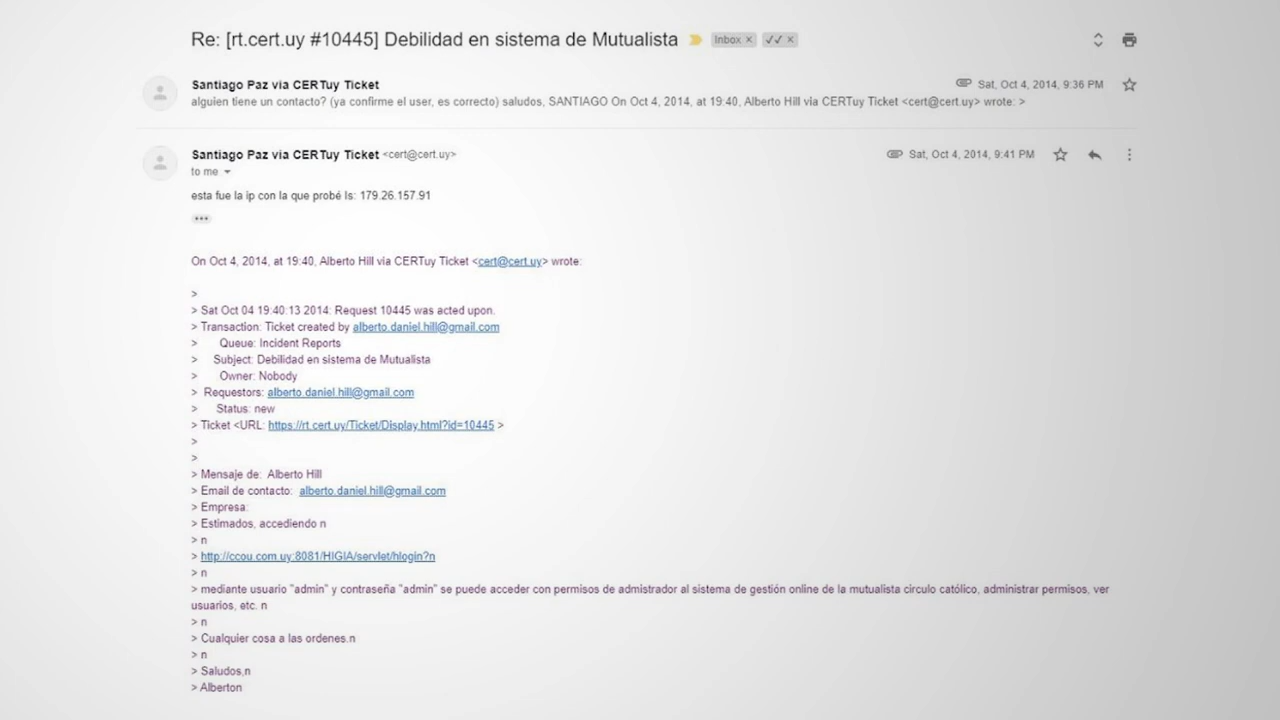 Re: [rt.cert.uy #10445] Debilidad en sistema de Mutualista Inbox × ✓✓ ×
Santiago Paz via CERTuy Ticket Sat, Oct 4, 2014, 9:36 PM
alguien tiene un contacto? (ya confirme el user, es correcto) saludos, SANTIAGO On Oct 4, 2014, at 19:40, Alberto Hill via CERTuy Ticket <cert@cert.uy> wrote: >
Santiago Paz via CERTuy Ticket <cert@cert.uy> Sat, Oct 4, 2014, 9:41 PM
to me
esta fue la ip con la que probé ls: 179.26.157.91
•••
On Oct 4, 2014, at 19:40, Alberto Hill via CERTuy Ticket <cert@cert.uy> wrote:
>
> Sat Oct 04 19:40:13 2014: Request 10445 was acted upon.
> Transaction: Ticket created by alberto.daniel.hill@gmail.com
> Queue: Incident Reports
> Subject: Debilidad en sistema de Mutualista
> Owner: Nobody
> Requestors: alberto.daniel.hill@gmail.com
> Status: new
> Ticket <URL: https://rt.cert.uy/Ticket/Display.html?id=10445 >
>
>
> Mensaje de: Alberto Hill
> Email de contacto: alberto.daniel.hill@gmail.com
> Empresa:
> Estimados, accediendo n
> n
> http://ccou.com.uy:8081/HIGIA/servlet/hlogin?n
> n
> mediante usuario "admin" y contraseña "admin" se puede acceder con permisos de admistrador al sistema de gestión online de la mutualista circulo católico, administrar permisos, ver
usuarios, etc. n
> n
> Cualquier cosa a las ordenes.n
> n
> Saludos,n
> Alberton